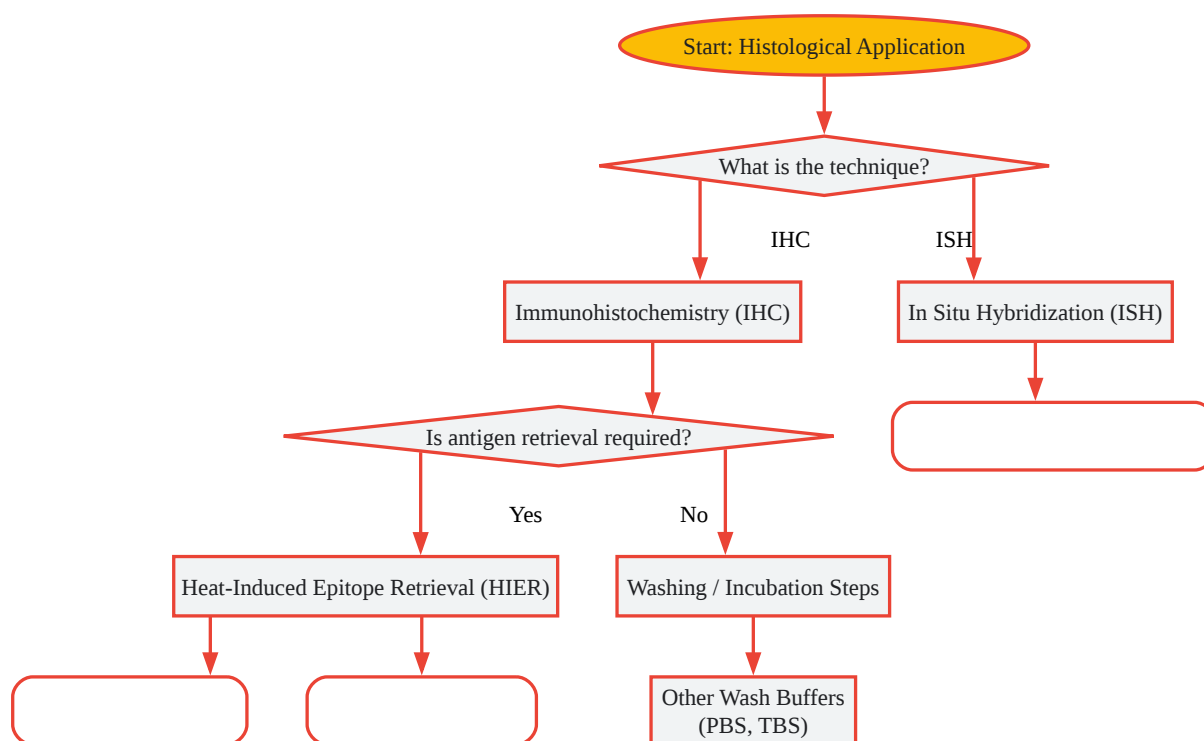 Start: Histological Application
What is the technique?
IHC
ISH
Immunohistochemistry (IHC)
In Situ Hybridization (ISH)
Is antigen retrieval required?
Yes
No
Heat-Induced Epitope Retrieval (HIER)
Washing / Incubation Steps
Other Wash Buffers
(PBS, TBS)